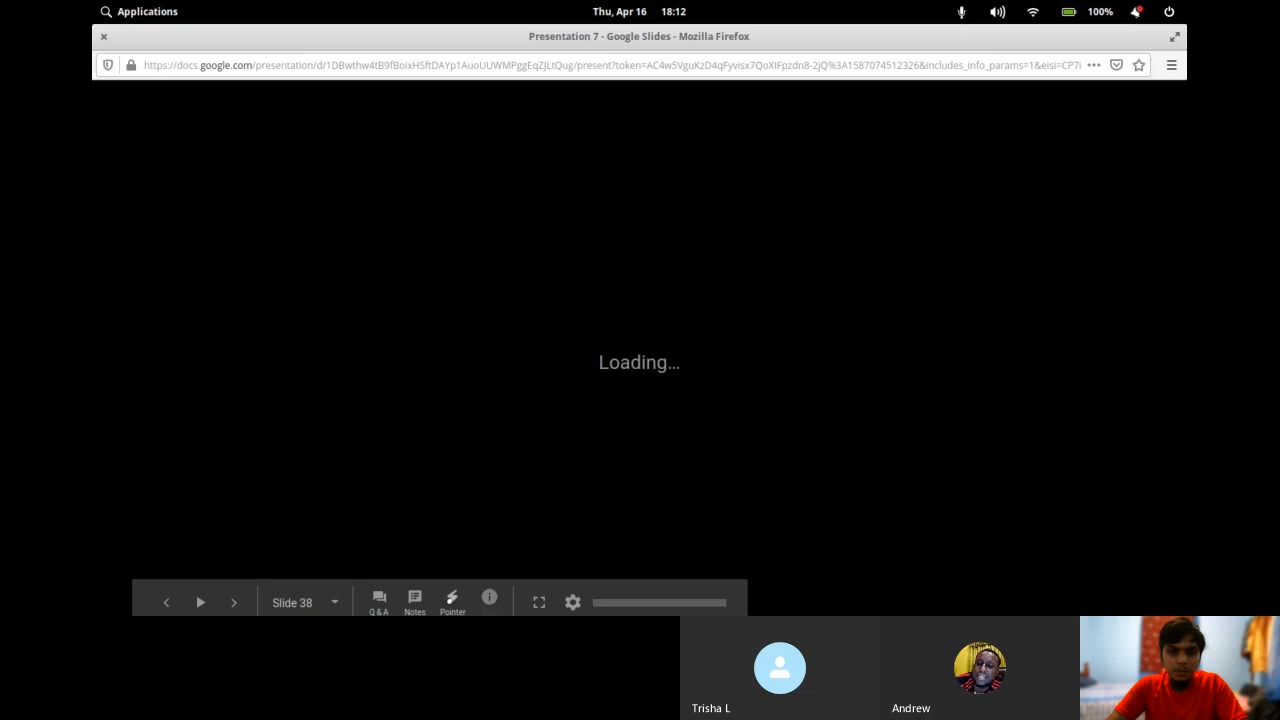 Applications
Thu, Apr 16 18:12
100%
Presentation 7 - Google Slides - Mozilla Firefox
https://docs.google.com/presentation/d/1DBwthw4tB9fBoixHSftDAYp1AuoUUWMPggEqZJLtQug/present?token=AC4w5VguKzD4qFyvisx7QoXIFpzdn8-2jQ%3A1587074512326&includes_info_params=1&eisi=CP7i
Loading...
Slide 38
Q & A
Notes
Pointer
Trisha L
Andrew